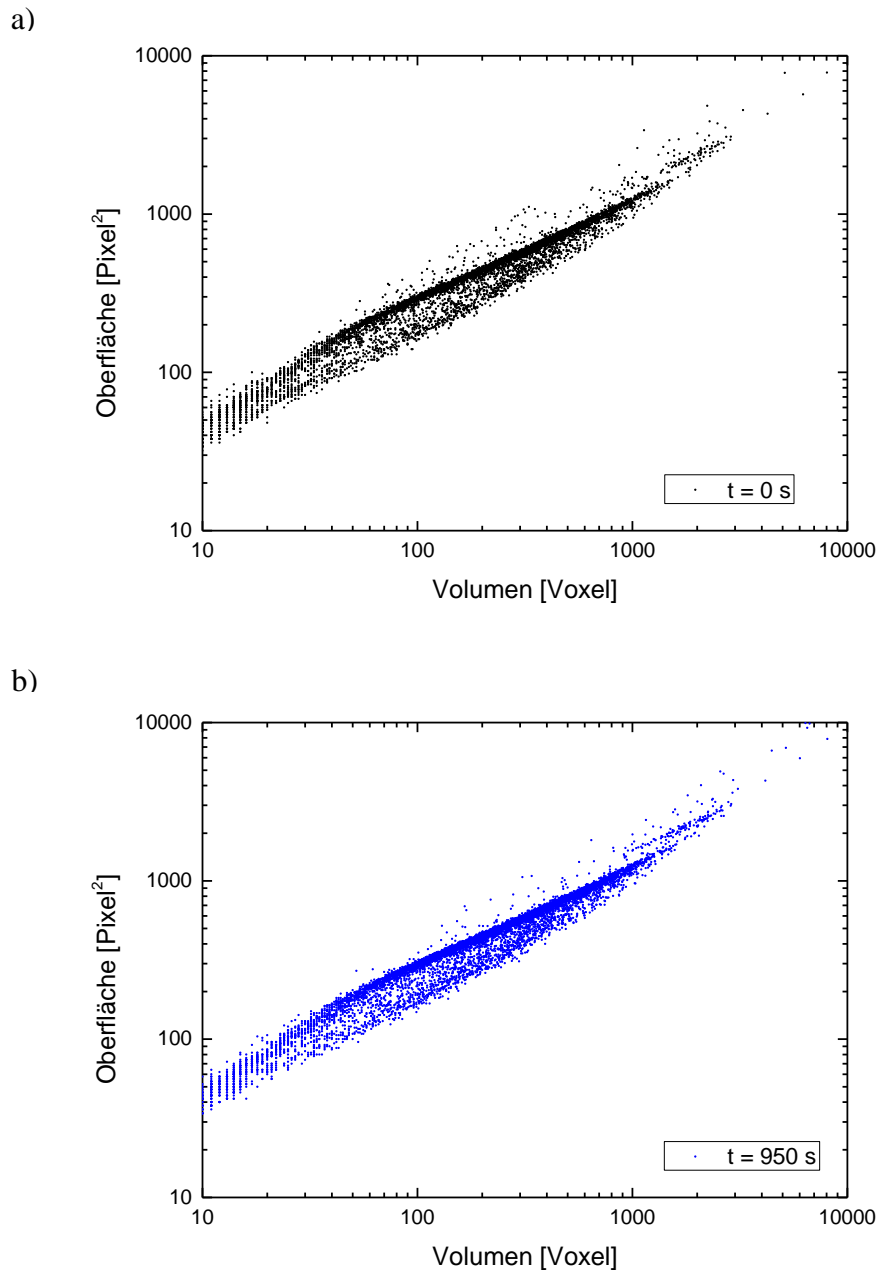 a)
10000
1000
100
10
Oberfläche [Pixel²]
t = 0 s
10 100 1000 10000
Volumen [Voxel]
b)
10000
1000
100
10
Oberfläche [Pixel²]
t = 950 s
10 100 1000 10000
Volumen [Voxel]